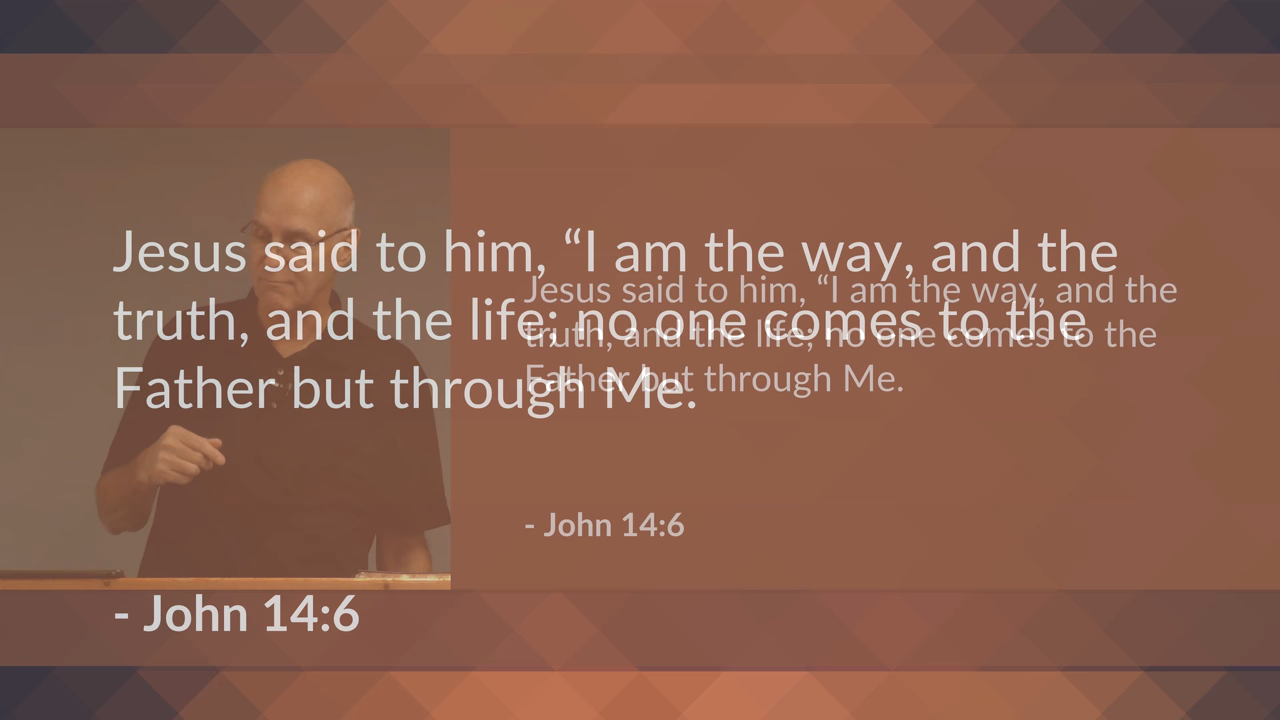 Jesus said to him, “I am the way, and the
truth, and the life; no one comes to the
Father but through Me.
- John 14:6
Jesus said to him, “I am the way, and the
truth, and the life; no one comes to the
Father but through Me.
- John 14:6